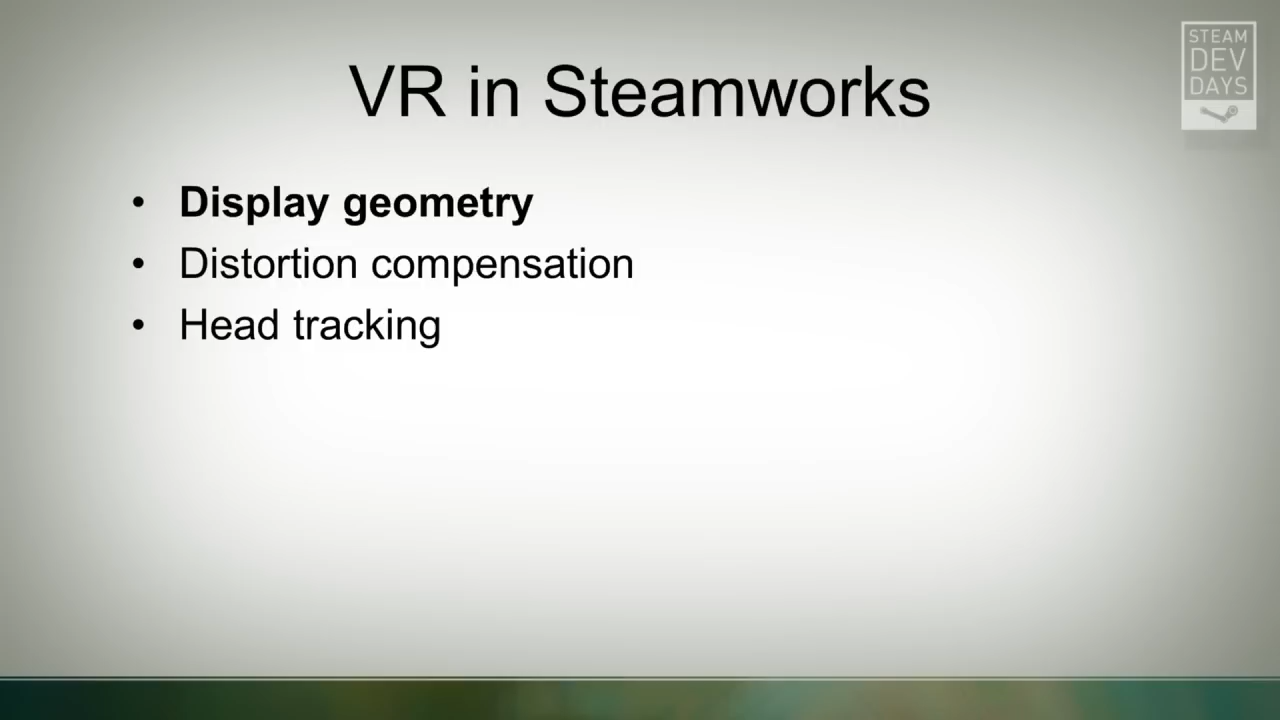 VR in Steamworks
STEAM
DEV
DAYS
• Display geometry
• Distortion compensation
• Head tracking